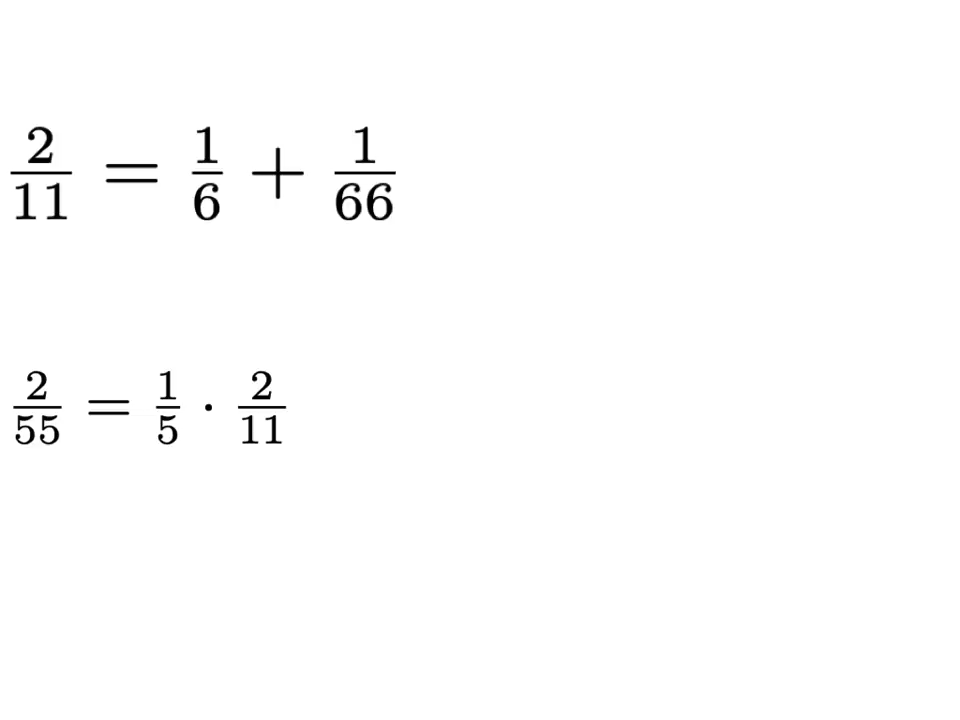 2/11 = 1/6 + 1/66
2/55 = 1/5 · 2/11